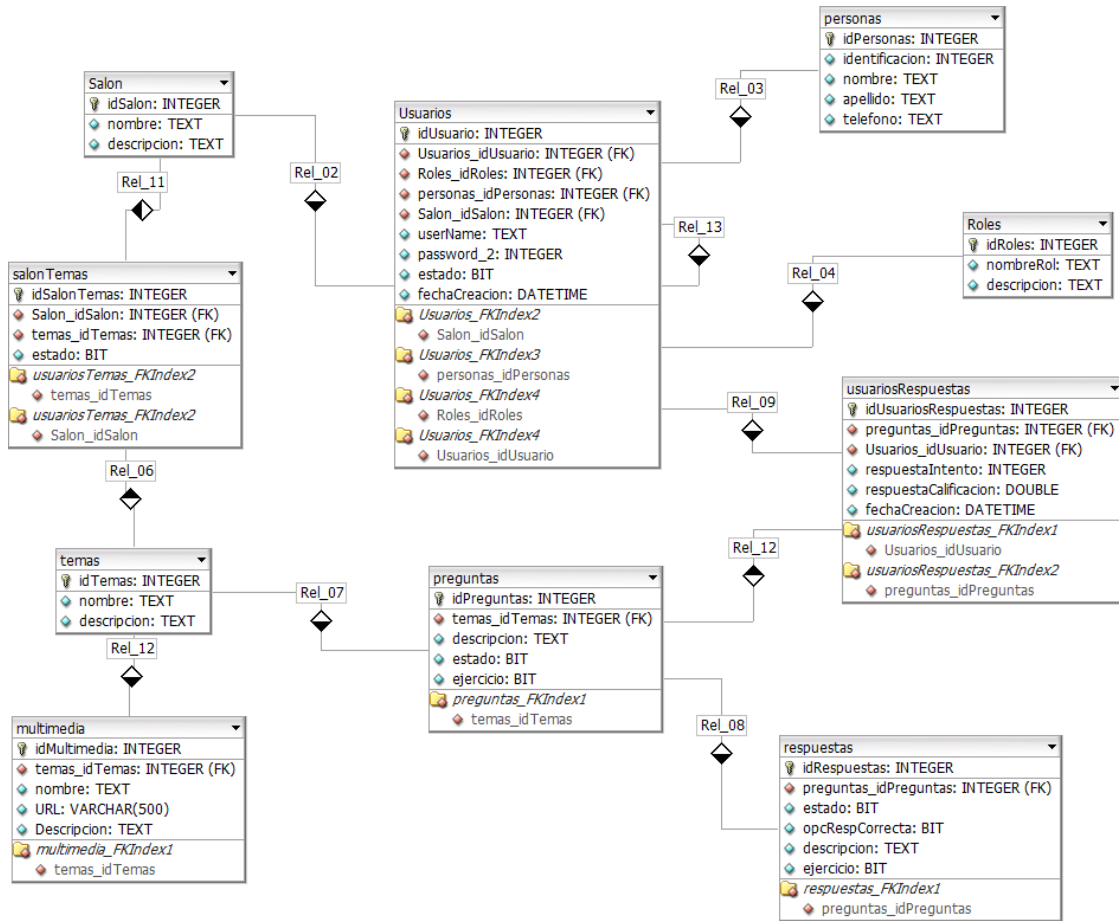 personas
idPersonas: INTEGER
identificacion: INTEGER
nombre: TEXT
apellido: TEXT
telefono: TEXT
Rel_03
Salon
idSalon: INTEGER
nombre: TEXT
descripcion: TEXT
Rel_11
Rel_02
Usuarios
idUsuario: INTEGER
Usuarios_idUsuario: INTEGER (FK)
Roles_idRoles: INTEGER (FK)
personas_idPersonas: INTEGER (FK)
Salon_idSalon: INTEGER (FK)
userName: TEXT
password_2: INTEGER
estado: BIT
fechaCreacion: DATETIME
Usuarios_FKIndex2
Salon_idSalon
Usuarios_FKIndex3
personas_idPersonas
Usuarios_FKIndex4
Roles_idRoles
Usuarios_FKIndex4
Usuarios_idUsuario
Rel_13
Rel_04
Roles
idRoles: INTEGER
nombreRol: TEXT
descripcion: TEXT
salonTemas
idSalonTemas: INTEGER
Salon_idSalon: INTEGER (FK)
temas_idTemas: INTEGER (FK)
estado: BIT
usuariosTemas_FKIndex2
temas_idTemas
usuariosTemas_FKIndex2
Salon_idSalon
Rel_06
Rel_09
usuariosRespuestas
idUsuariosRespuestas: INTEGER
preguntas_idPreguntas: INTEGER (FK)
Usuarios_idUsuario: INTEGER (FK)
respuestaIntento: INTEGER
respuestaCalificacion: DOUBLE
fechaCreacion: DATETIME
usuariosRespuestas_FKIndex1
Usuarios_idUsuario
usuariosRespuestas_FKIndex2
preguntas_idPreguntas
Rel_12
temas
idTemas: INTEGER
nombre: TEXT
descripcion: TEXT
Rel_07
Rel_12
preguntas
idPreguntas: INTEGER
temas_idTemas: INTEGER (FK)
descripcion: TEXT
estado: BIT
ejercicio: BIT
preguntas_FKIndex1
temas_idTemas
Rel_08
multimedia
idMultimedia: INTEGER
temas_idTemas: INTEGER (FK)
nombre: TEXT
URL: VARCHAR(500)
Descripcion: TEXT
multimedia_FKIndex1
temas_idTemas
respuestas
idRespuestas: INTEGER
preguntas_idPreguntas: INTEGER (FK)
estado: BIT
opcRespCorrecta: BIT
descripcion: TEXT
ejercicio: BIT
respuestas_FKIndex1
preguntas_idPreguntas